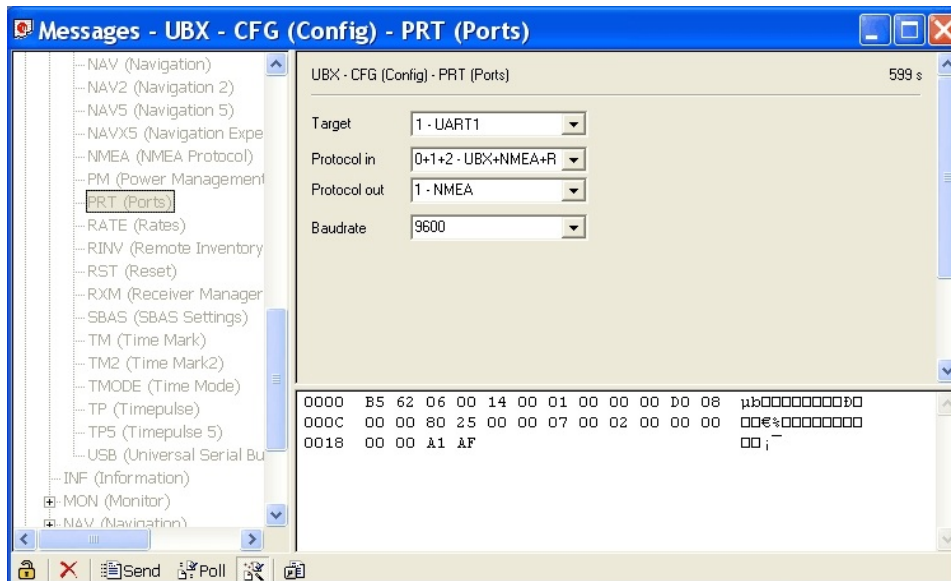 Messages - UBX - CFG (Config) - PRT (Ports)
NAV (Navigation)
NAV2 (Navigation 2)
NAV5 (Navigation 5)
NAVX5 (Navigation Expe
NMEA (NMEA Protocol)
PM (Power Management
PRT (Ports)
RATE (Rates)
RINV (Remote Inventory
RST (Reset)
RXM (Receiver Manager
SBAS (SBAS Settings)
TM (Time Mark)
TM2 (Time Mark2)
TMODE (Time Mode)
TP (Timepulse)
TP5 (Timepulse 5)
USB (Universal Serial Bu
INF (Information)
MON (Monitor)
NAV (Navigation)
UBX - CFG (Config) - PRT (Ports) 599 s
Target 1 - UART1
Protocol in 0+1+2 - UBX+NMEA+R
Protocol out 1 - NMEA
Baudrate 9600
0000 B5 62 06 00 14 00 01 00 00 00 D0 08 µb□□□□□□□□Ð□
000C 00 00 80 25 00 00 07 00 02 00 00 00 □□€%□□□□□□□□
0018 00 00 A1 AF □□¡¯
Send Poll